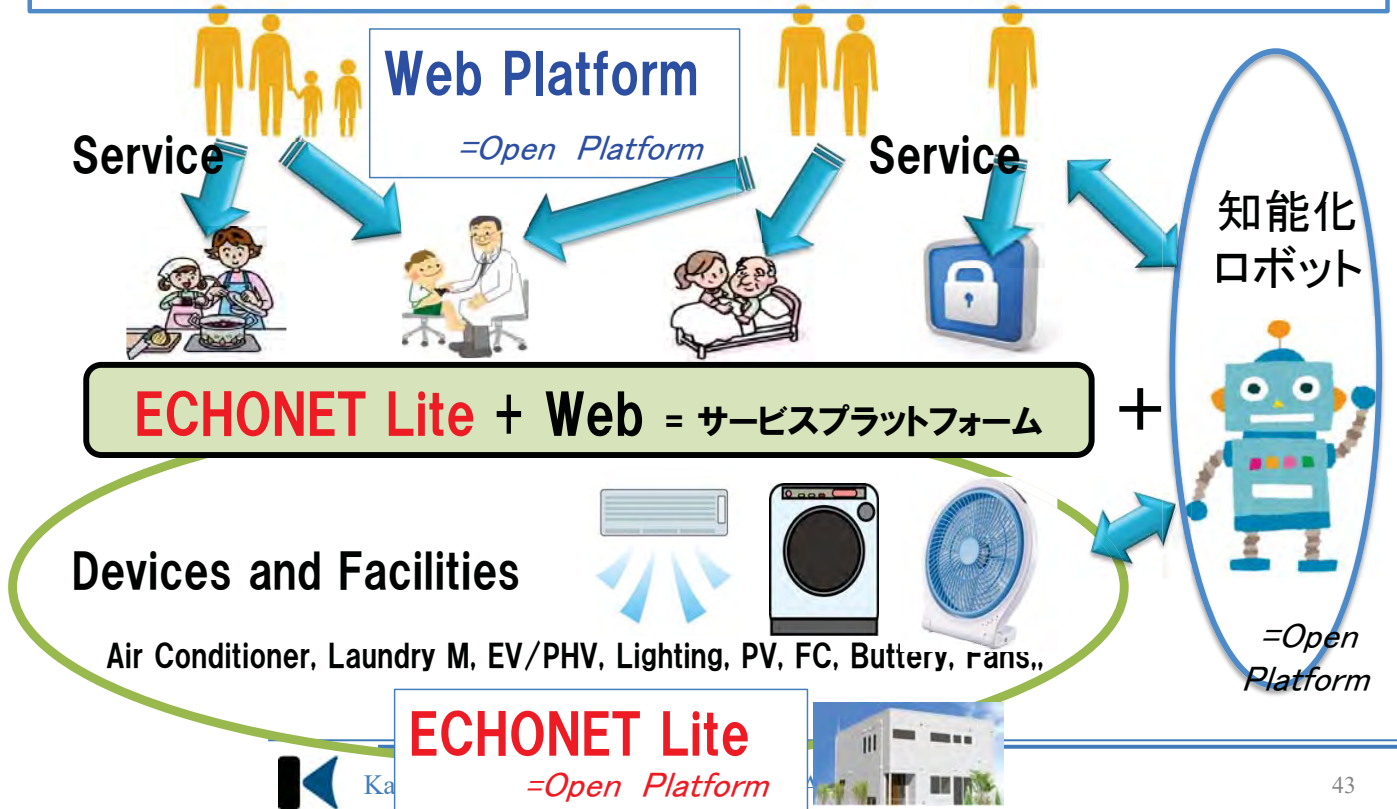 Web Platform
=Open Platform
Service
Service
知能化
ロボット
ECHONET Lite + Web = サービスプラットフォーム
+
Devices and Facilities
Air Conditioner, Laundry M, EV/PHV, Lighting, PV, FC, Buttery, Fans,,
=Open
Platform
ECHONET Lite
=Open Platform
Ka
43